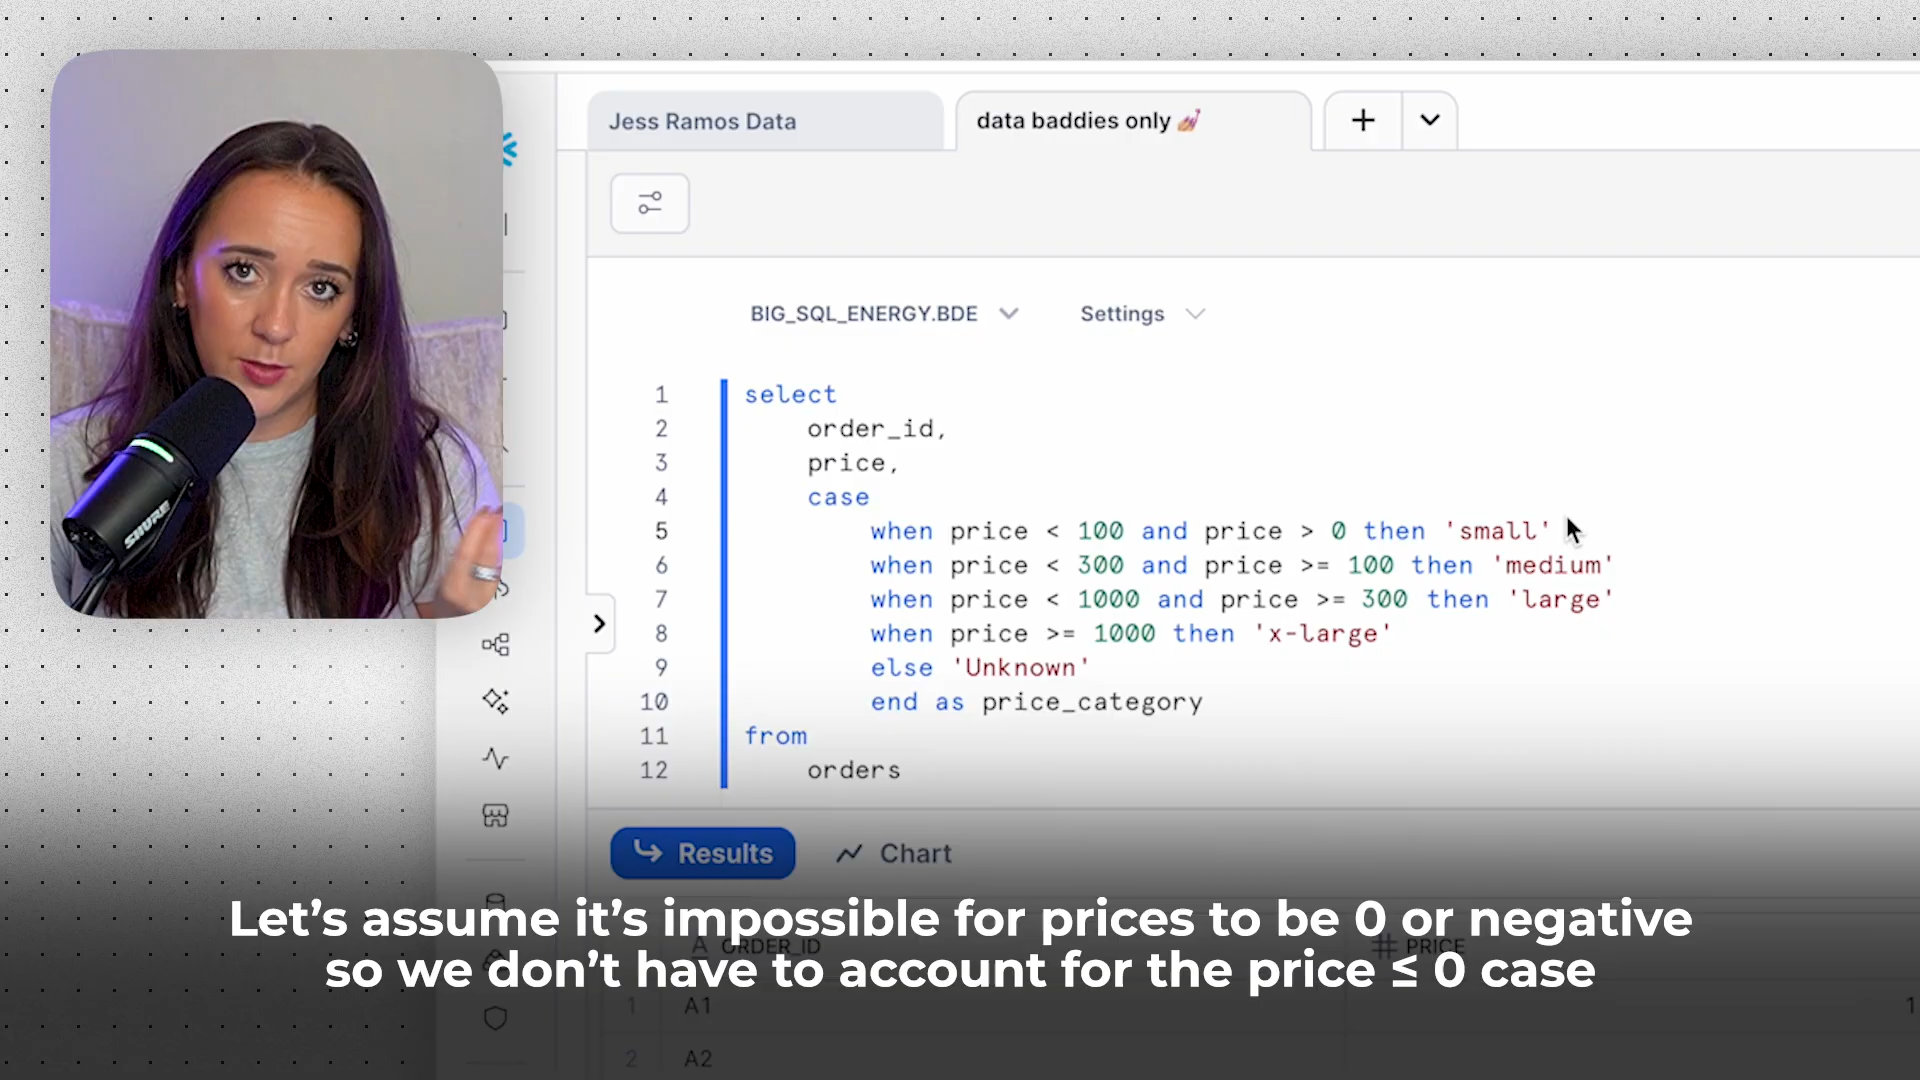 Jess Ramos Data
data baddies only 💅
BIG_SQL_ENERGY.BDE
Settings
1 select
2 order_id,
3 price,
4 case
5 when price < 100 and price > 0 then 'small'
6 when price < 300 and price >= 100 then 'medium'
7 when price < 1000 and price >= 300 then 'large'
8 when price >= 1000 then 'x-large'
9 else 'Unknown'
10 end as price_category
11 from
12 orders
SHURE
Results
Chart
Let's assume it's impossible for prices to be 0 or negative
so we don't have to account for the price ≤ 0 case
A ORDER_ID
# PRICE
1 A1 1
2 A2